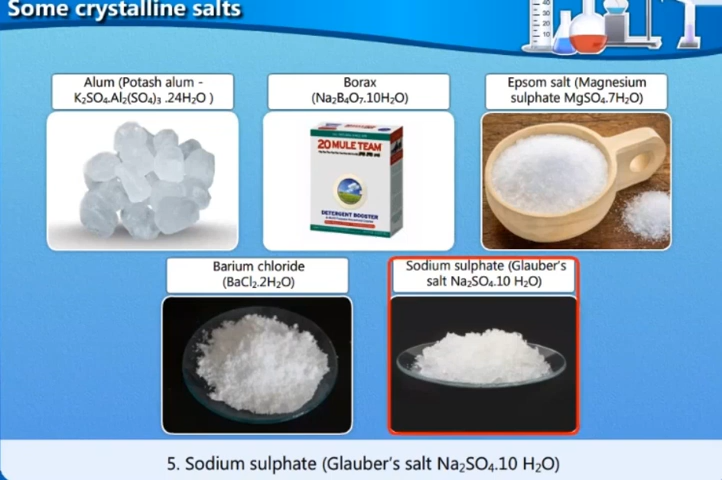 Some crystalline salts
Alum (Potash alum -
K₂SO₄.Al₂(SO₄)₃ .24H₂O )
Borax
(Na₂B₄O₇.10H₂O)
Epsom salt (Magnesium
sulphate MgSO₄.7H₂O)
20 MULE TEAM
DETERGENT BOOSTER
Barium chloride
(BaCl₂.2H₂O)
Sodium sulphate (Glauber's
salt Na₂SO₄.10 H₂O)
5. Sodium sulphate (Glauber's salt Na₂SO₄.10 H₂O)